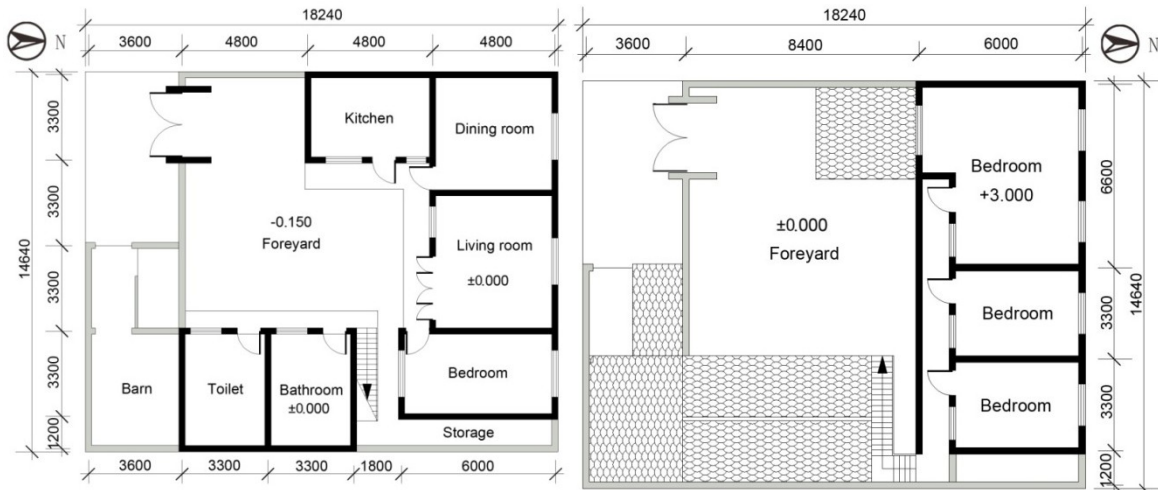 18240
3600
4800
4800
4800
N
14640
3300
3300
3300
3300
1200
Kitchen
Dining room
-0.150
Foreyard
Living room
±0.000
Barn
Toilet
Bathroom
±0.000
Bedroom
Storage
3600
3300
3300
1800
6000
18240
3600
8400
6000
N
Bedroom
+3.000
±0.000
Foreyard
Bedroom
Bedroom
6600
3300
3300
1200
14640